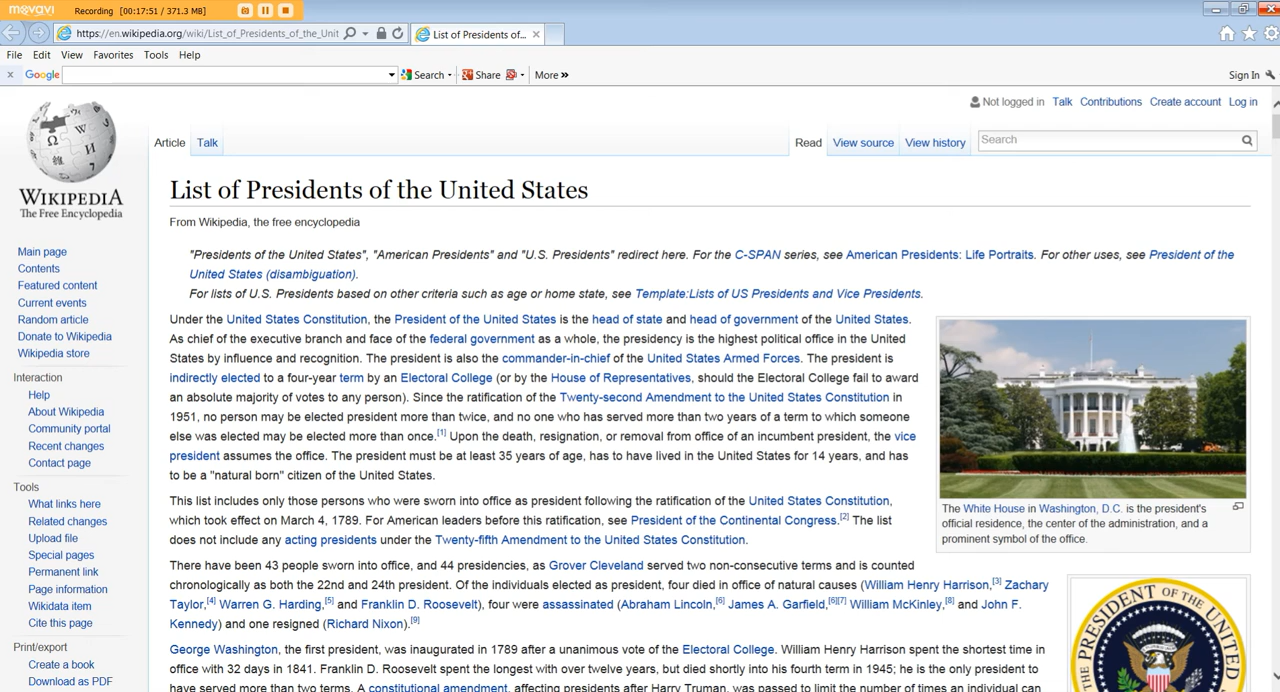 movavi Recording [00:17:51 / 371.3 MB]
https://en.wikipedia.org/wiki/List_of_Presidents_of_the_Unit
List of Presidents of...
File Edit View Favorites Tools Help
x Google Search Share More »
Sign In
Not logged in Talk Contributions Create account Log in
Article Talk
Read View source View history
Search
WIKIPEDIA
The Free Encyclopedia
Main page
Contents
Featured content
Current events
Random article
Donate to Wikipedia
Wikipedia store
Interaction
Help
About Wikipedia
Community portal
Recent changes
Contact page
Tools
What links here
Related changes
Upload file
Special pages
Permanent link
Page information
Wikidata item
Cite this page
Print/export
Create a book
Download as PDF
List of Presidents of the United States
From Wikipedia, the free encyclopedia
"Presidents of the United States", "American Presidents" and "U.S. Presidents" redirect here. For the C-SPAN series, see American Presidents: Life Portraits. For other uses, see President of the
United States (disambiguation).
For lists of U.S. Presidents based on other criteria such as age or home state, see Template:Lists of US Presidents and Vice Presidents.
Under the United States Constitution, the President of the United States is the head of state and head of government of the United States.
As chief of the executive branch and face of the federal government as a whole, the presidency is the highest political office in the United
States by influence and recognition. The president is also the commander-in-chief of the United States Armed Forces. The president is
indirectly elected to a four-year term by an Electoral College (or by the House of Representatives, should the Electoral College fail to award
an absolute majority of votes to any person). Since the ratification of the Twenty-second Amendment to the United States Constitution in
1951, no person may be elected president more than twice, and no one who has served more than two years of a term to which someone
else was elected may be elected more than once.[1] Upon the death, resignation, or removal from office of an incumbent president, the vice
president assumes the office. The president must be at least 35 years of age, has to have lived in the United States for 14 years, and has
to be a "natural born" citizen of the United States.
This list includes only those persons who were sworn into office as president following the ratification of the United States Constitution,
which took effect on March 4, 1789. For American leaders before this ratification, see President of the Continental Congress.[2] The list
does not include any acting presidents under the Twenty-fifth Amendment to the United States Constitution.
There have been 43 people sworn into office, and 44 presidencies, as Grover Cleveland served two non-consecutive terms and is counted
chronologically as both the 22nd and 24th president. Of the individuals elected as president, four died in office of natural causes (William Henry Harrison,[3] Zachary
Taylor,[4] Warren G. Harding,[5] and Franklin D. Roosevelt), four were assassinated (Abraham Lincoln,[6] James A. Garfield,[6][7] William McKinley,[8] and John F.
Kennedy) and one resigned (Richard Nixon).[9]
George Washington, the first president, was inaugurated in 1789 after a unanimous vote of the Electoral College. William Henry Harrison spent the shortest time in
office with 32 days in 1841. Franklin D. Roosevelt spent the longest with over twelve years, but died shortly into his fourth term in 1945; he is the only president to
have served more than two terms. A constitutional amendment, affecting presidents after Harry Truman, was passed to limit the number of times an individual can
The White House in Washington, D.C. is the president's
official residence, the center of the administration, and a
prominent symbol of the office.
PRESIDENT OF THE UNITED